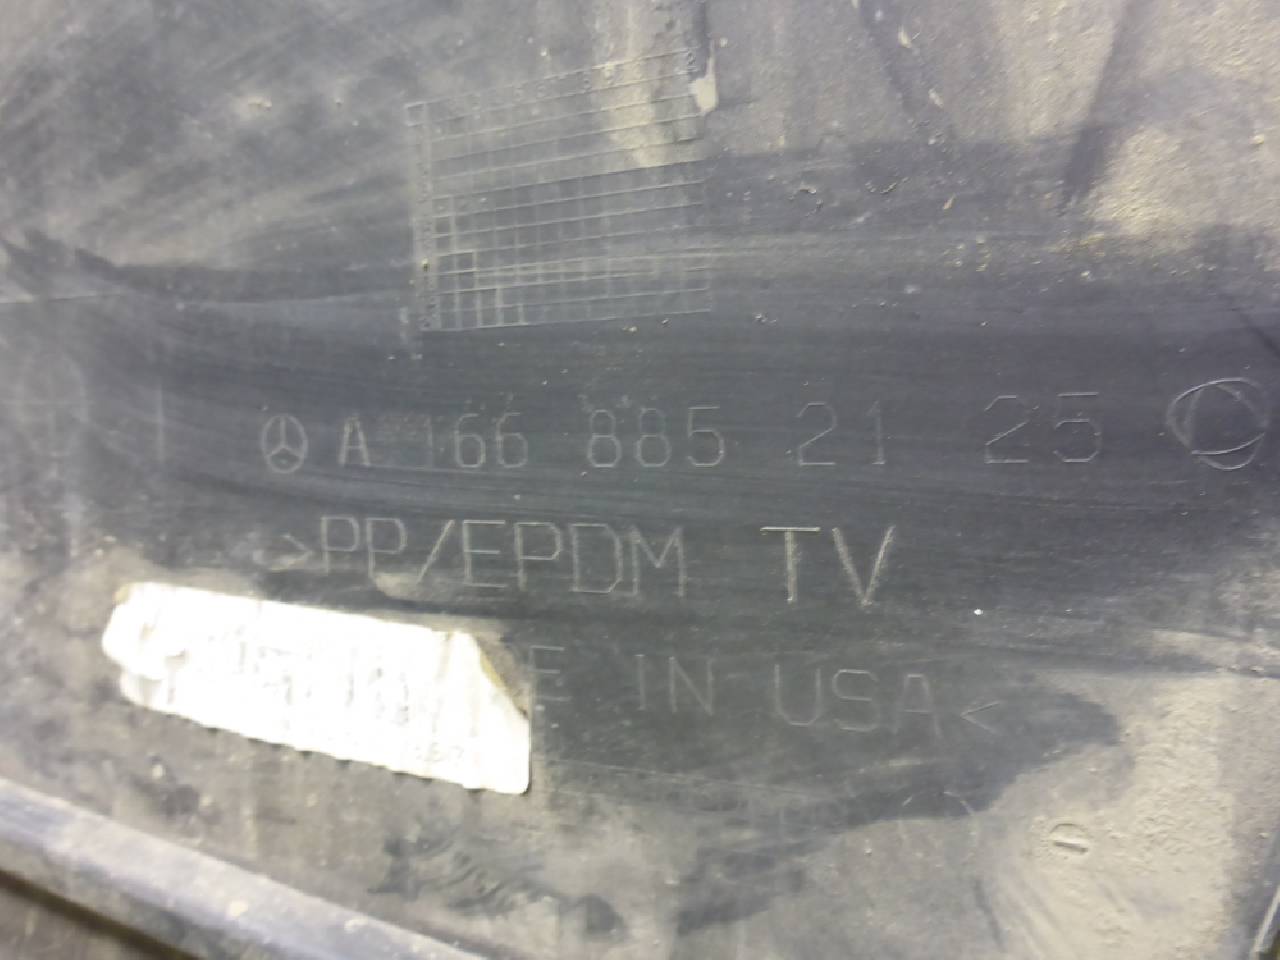 A 166 885 21 25
>PP/EPDM TV
E IN USA<